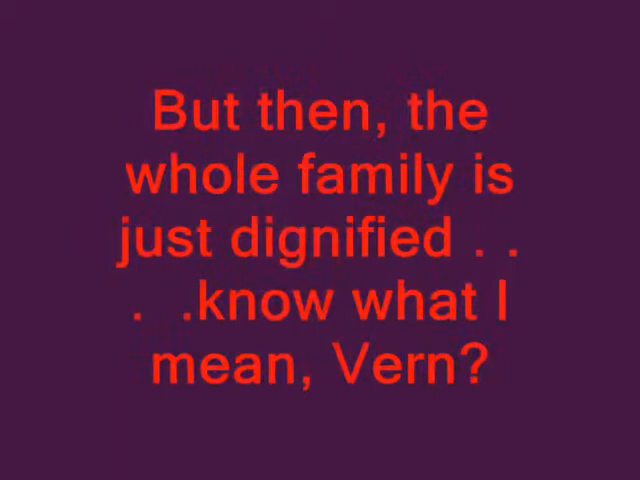 But then, the
whole family is
just dignified . .
.  .know what I
mean, Vern?